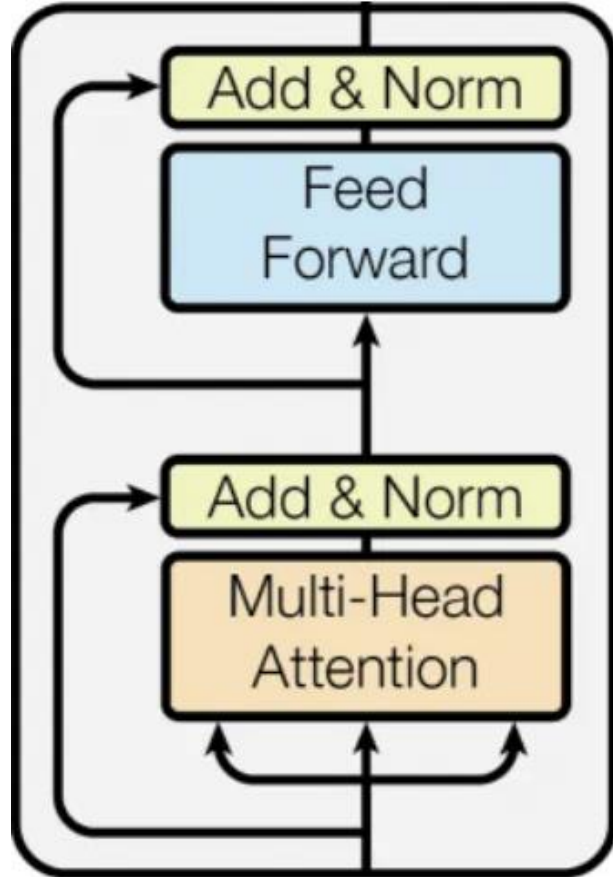 Add & Norm
Feed
Forward
Add & Norm
Multi-Head
Attention